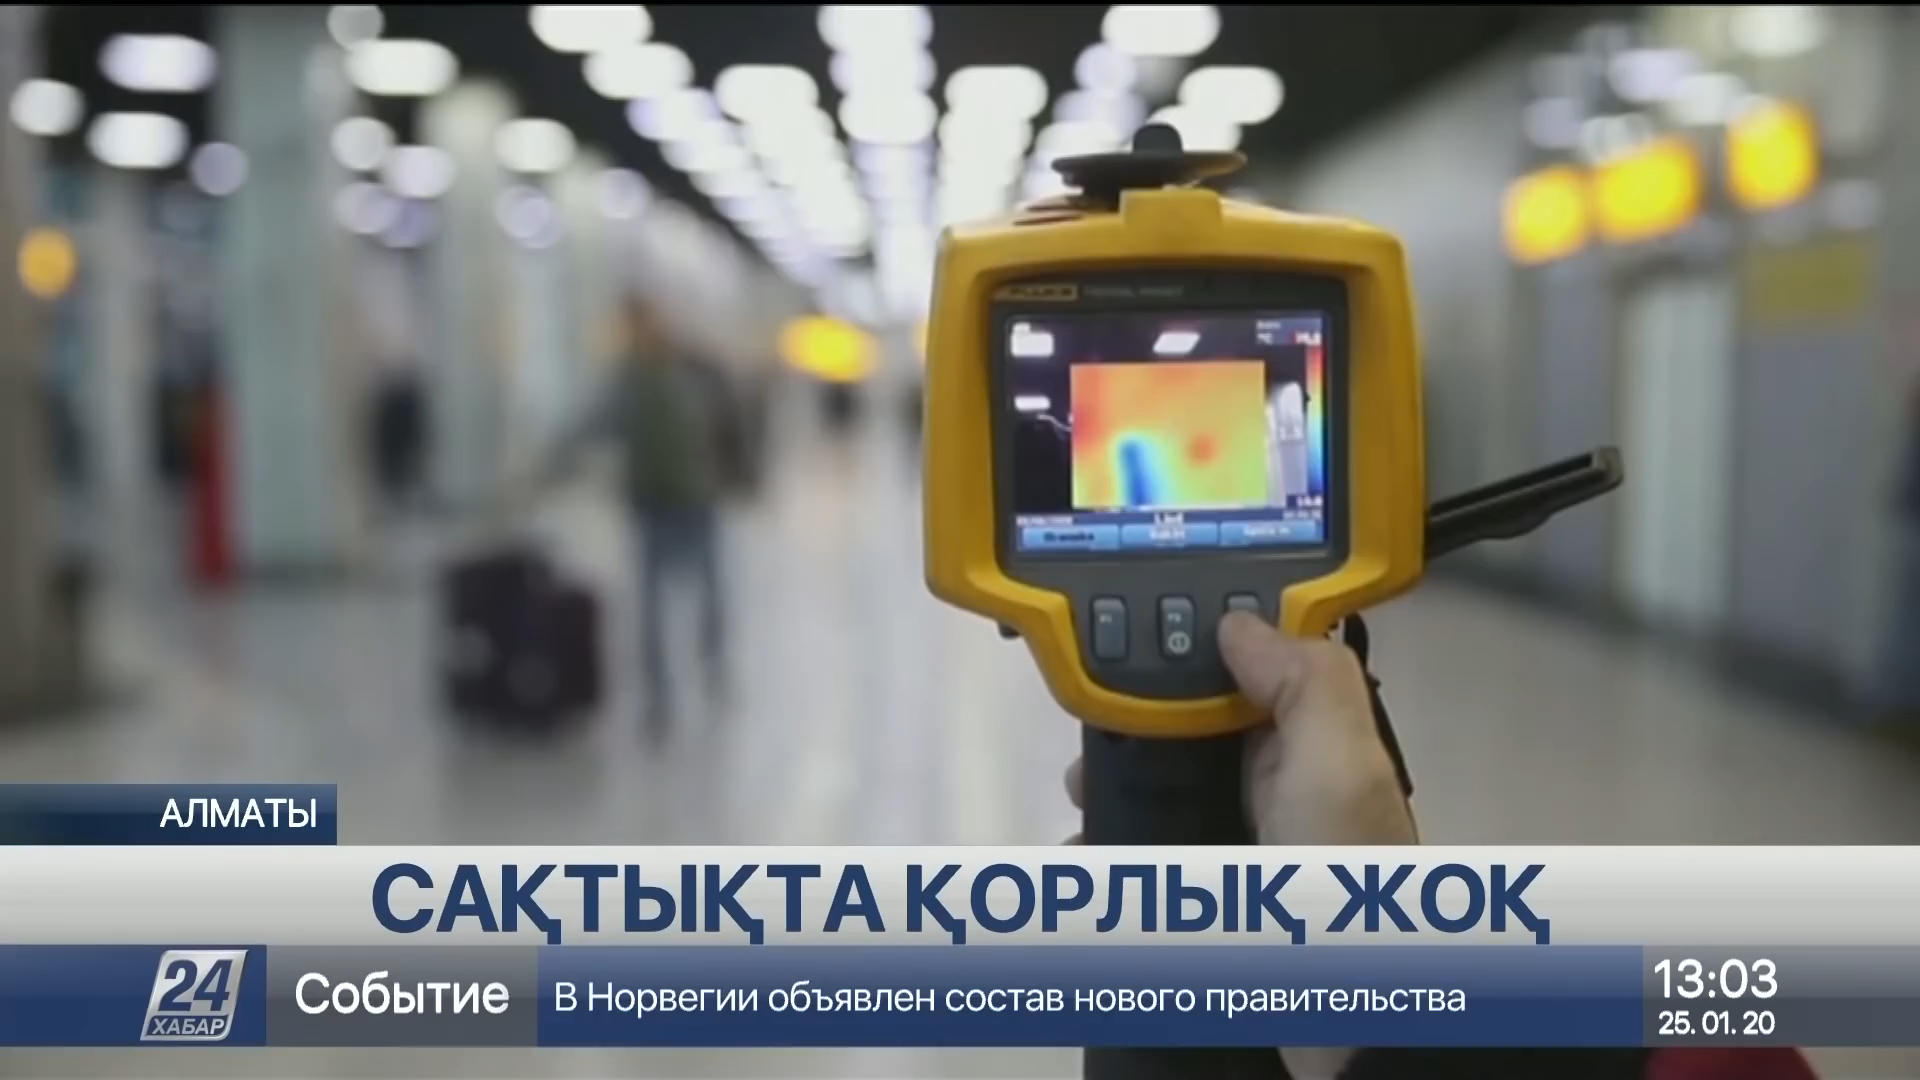 АЛМАТЫ
САҚТЫҚТА ҚОРЛЫҚ ЖОҚ
24
ХАБАР
Событие
В Норвегии объявлен состав нового правительства
13:03
25. 01. 20